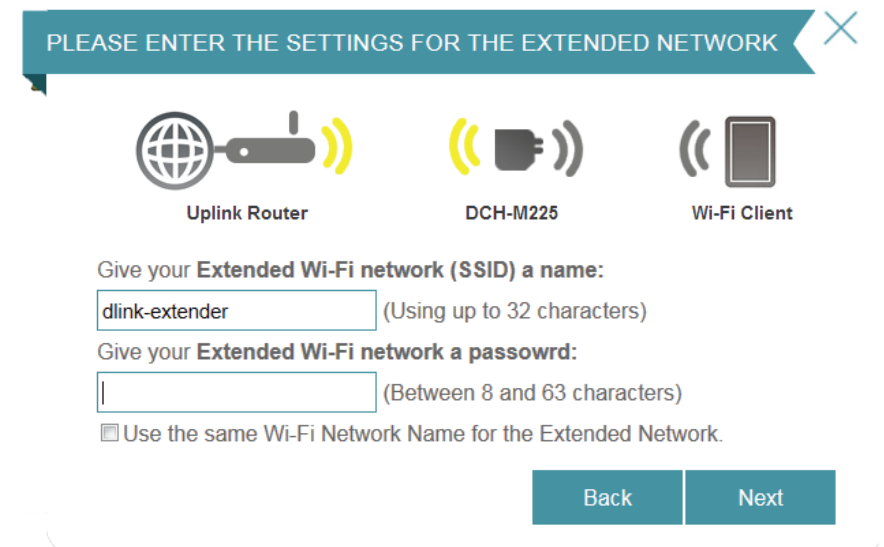 PLEASE ENTER THE SETTINGS FOR THE EXTENDED NETWORK
Uplink Router DCH-M225 Wi-Fi Client
Give your Extended Wi-Fi network (SSID) a name:
dlink-extender (Using up to 32 characters)
Give your Extended Wi-Fi network a passowrd:
(Between 8 and 63 characters)
Use the same Wi-Fi Network Name for the Extended Network.
Back Next